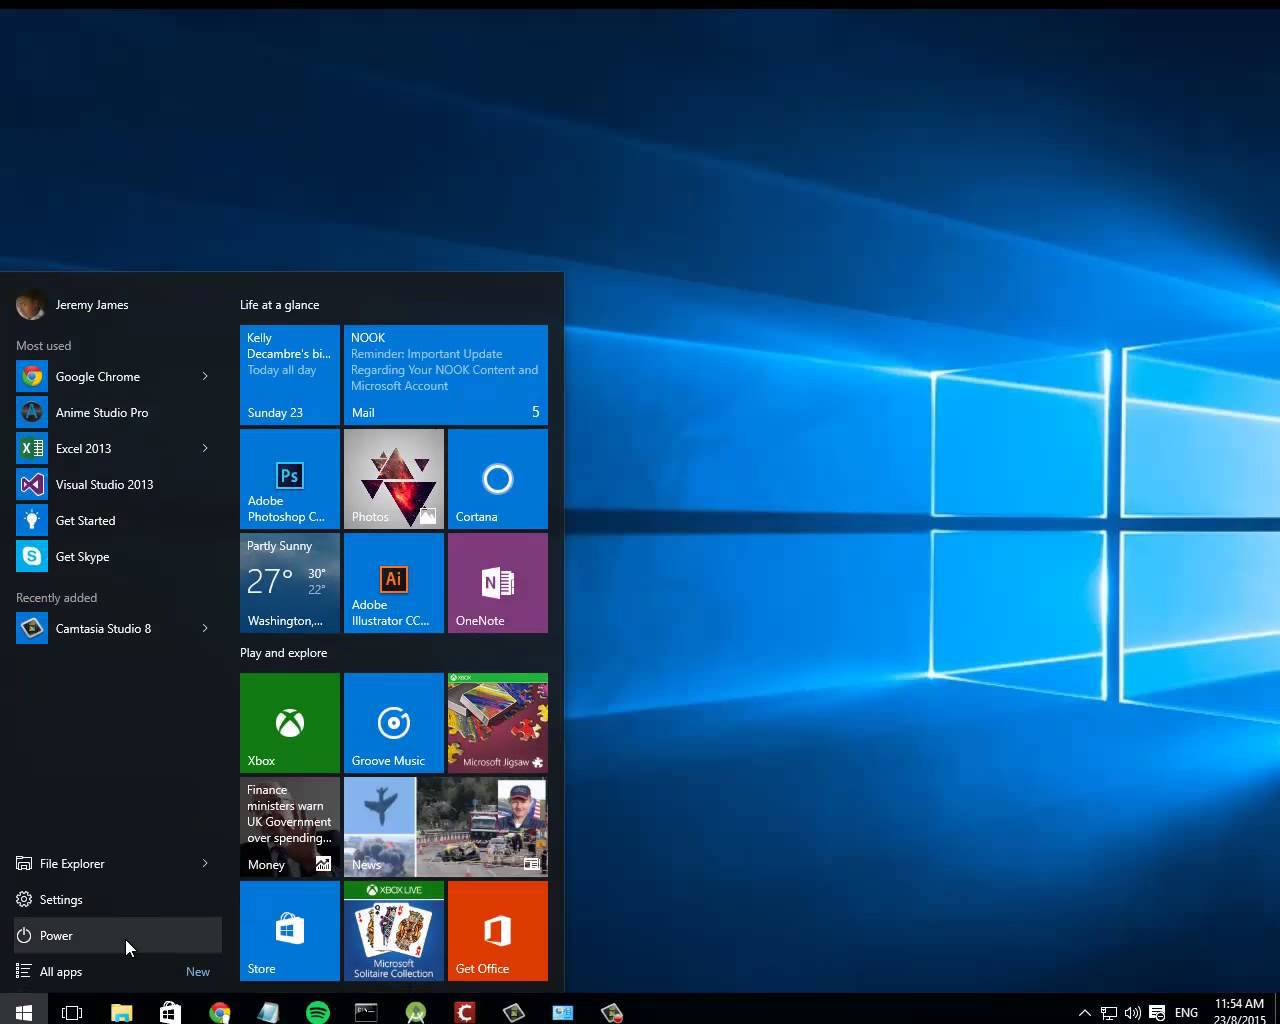 Jeremy James
Most used
Google Chrome
Anime Studio Pro
Excel 2013
Visual Studio 2013
Get Started
Get Skype
Recently added
Camtasia Studio 8
File Explorer
Settings
Power
All apps
New
Life at a glance
Kelly
Decambre's bi...
Today all day
Sunday 23
NOOK
Reminder: Important Update
Regarding Your NOOK Content and
Microsoft Account
Mail
5
Ps
Adobe
Photoshop C...
Photos
Cortana
Partly Sunny
27°
30°
22°
Washington,...
Ai
Adobe
Illustrator CC...
N
OneNote
Play and explore
Xbox
Groove Music
XBOX
Microsoft Jigsaw
Finance
ministers warn
UK Government
over spending...
Money
News
Store
XBOX LIVE
Microsoft
Solitaire Collection
Get Office
ENG
11:54 AM
23/8/2015